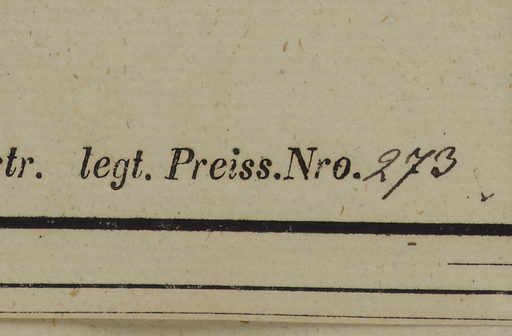 tr. legt. Preiss. Nro. 273